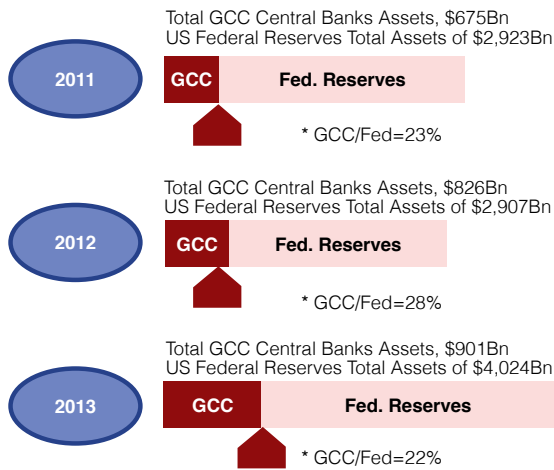 Total GCC Central Banks Assets, $675Bn
US Federal Reserves Total Assets of $2,923Bn
2011
GCC
Fed. Reserves
* GCC/Fed=23%
Total GCC Central Banks Assets, $826Bn
US Federal Reserves Total Assets of $2,907Bn
2012
GCC
Fed. Reserves
* GCC/Fed=28%
Total GCC Central Banks Assets, $901Bn
US Federal Reserves Total Assets of $4,024Bn
2013
GCC
Fed. Reserves
* GCC/Fed=22%